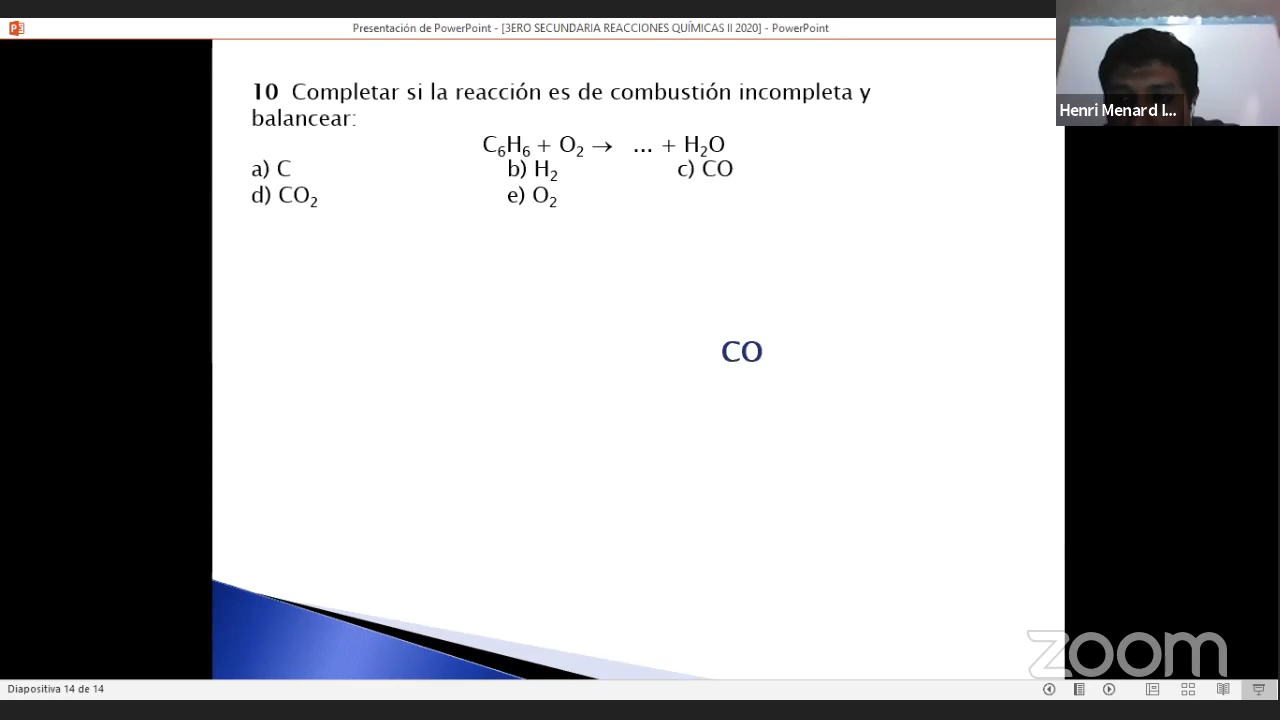 Presentación de PowerPoint - [3ERO SECUNDARIA REACCIONES QUÍMICAS II 2020] - PowerPoint
Henri Menard I...
10 Completar si la reacción es de combustión incompleta y
balancear:
C₆H₆ + O₂ → ... + H₂O
a) C b) H₂ c) CO
d) CO₂ e) O₂
CO
zoom
Diapositiva 14 de 14